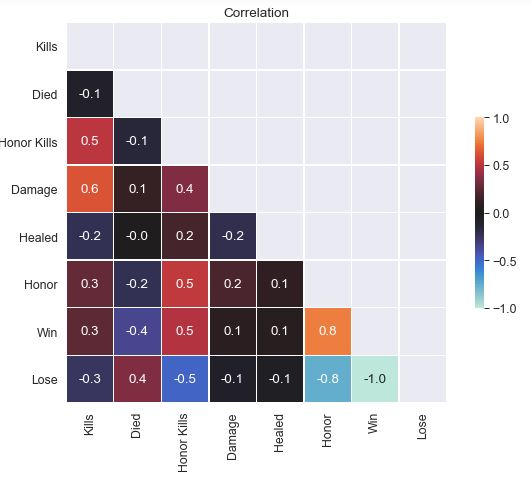 Correlation
Kills
Died -0.1
Honor Kills 0.5 -0.1
Damage 0.6 0.1 0.4
Healed -0.2 -0.0 0.2 -0.2
Honor 0.3 -0.2 0.5 0.2 0.1
Win 0.3 -0.4 0.5 0.1 0.1 0.8
Lose -0.3 0.4 -0.5 -0.1 -0.1 -0.8 -1.0
Kills Died Honor Kills Damage Healed Honor Win Lose
1.0
0.5
0.0
−0.5
−1.0